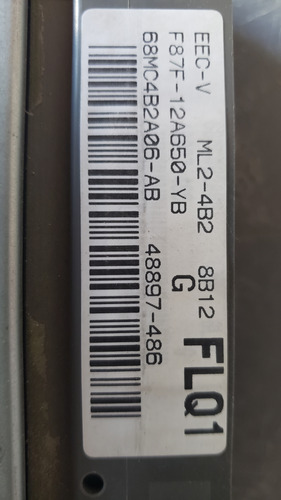 EEC-V ML2-4B2 8B12
F87F-12A650-YB G
68MC4B2A06-AB 48897-486
FLQ1